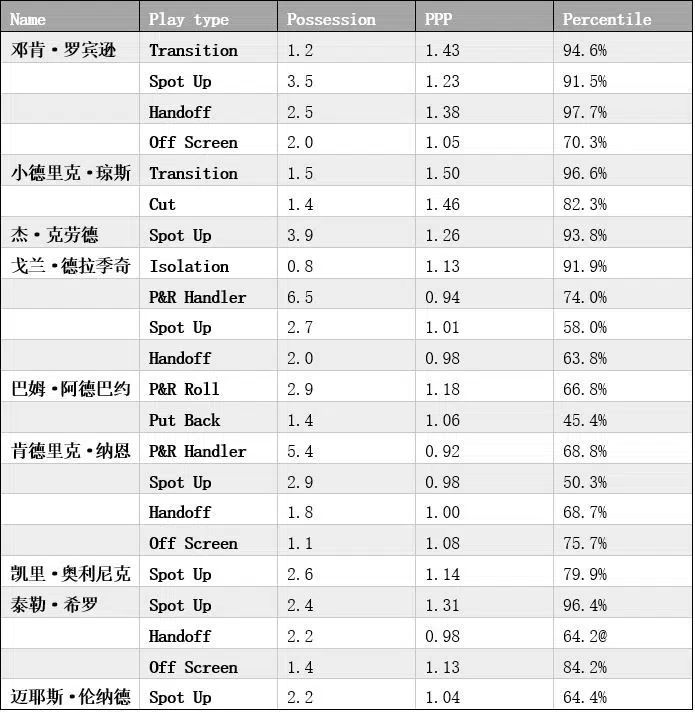 Name Play type Possession PPP Percentile
邓肯·罗宾逊 Transition 1.2 1.43 94.6%
Spot Up 3.5 1.23 91.5%
Handoff 2.5 1.38 97.7%
Off Screen 2.0 1.05 70.3%
小德里克·琼斯 Transition 1.5 1.50 96.6%
Cut 1.4 1.46 82.3%
杰·克劳德 Spot Up 3.9 1.26 93.8%
戈兰·德拉季奇 Isolation 0.8 1.13 91.9%
P&R Handler 6.5 0.94 74.0%
Spot Up 2.7 1.01 58.0%
Handoff 2.0 0.98 63.8%
巴姆·阿德巴约 P&R Roll 2.9 1.18 66.8%
Put Back 1.4 1.06 45.4%
肯德里克·纳恩 P&R Handler 5.4 0.92 68.8%
Spot Up 2.9 0.98 50.3%
Handoff 1.8 1.00 68.7%
Off Screen 1.1 1.08 75.7%
凯里·奥利尼克 Spot Up 2.6 1.14 79.9%
泰勒·希罗 Spot Up 2.4 1.31 96.4%
Handoff 2.2 0.98 64.2@
Off Screen 1.4 1.13 84.2%
迈耶斯·伦纳德 Spot Up 2.2 1.04 64.4%